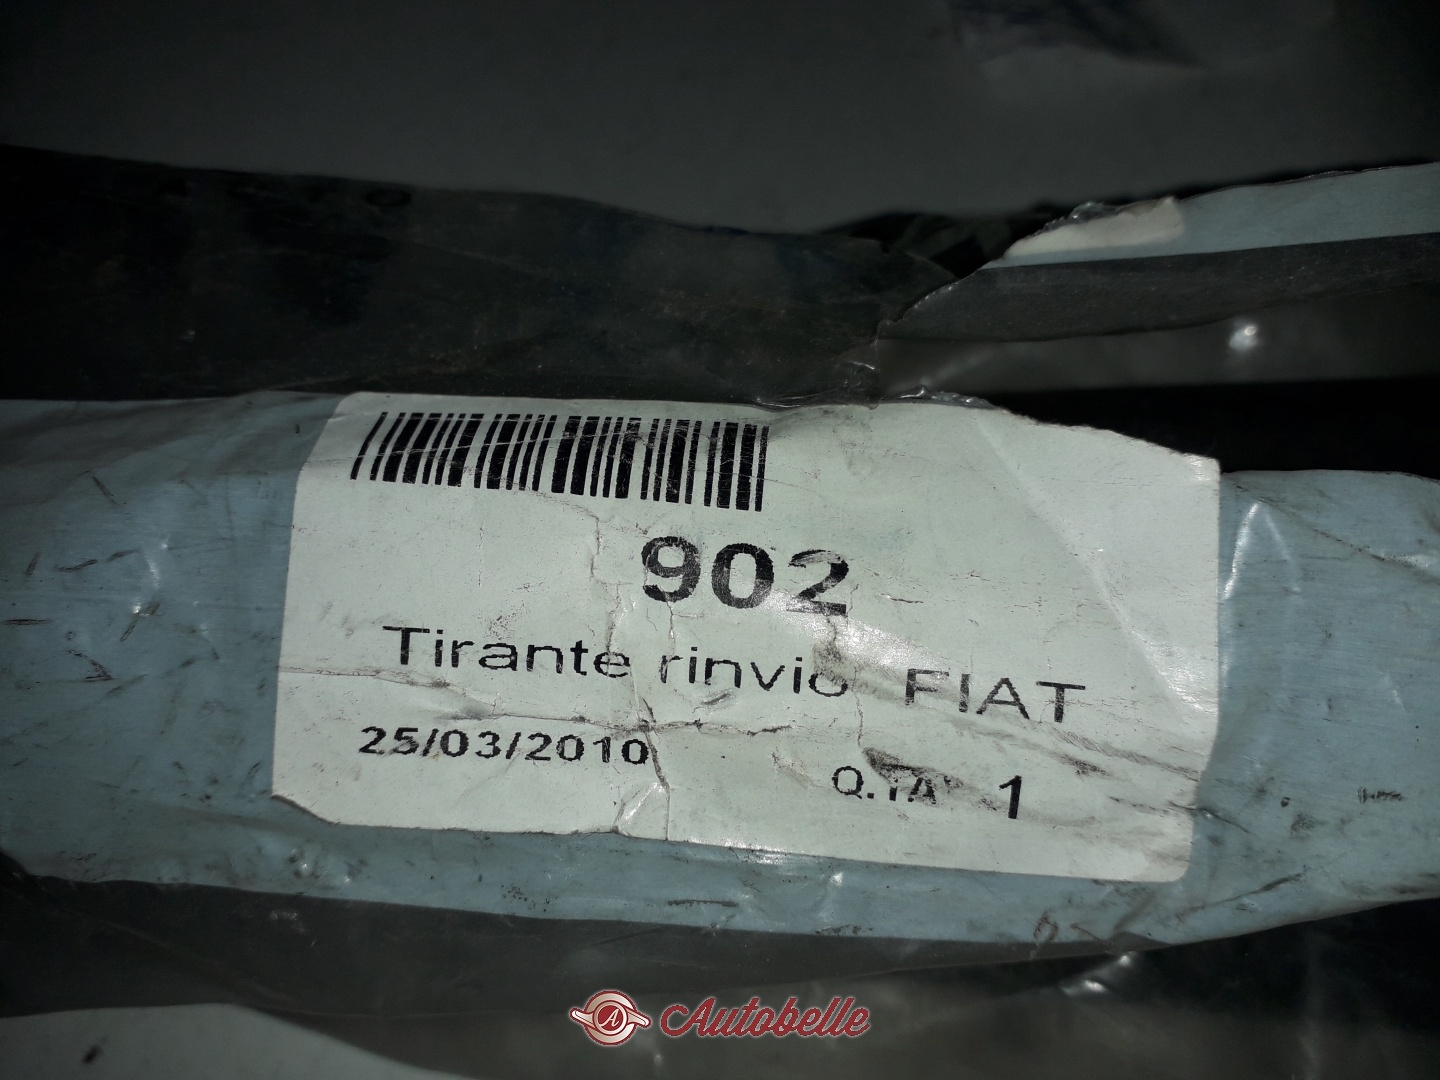 902
Tirante rinvio FIAT
25/03/2010
Q.TA' 1
A Autobelle